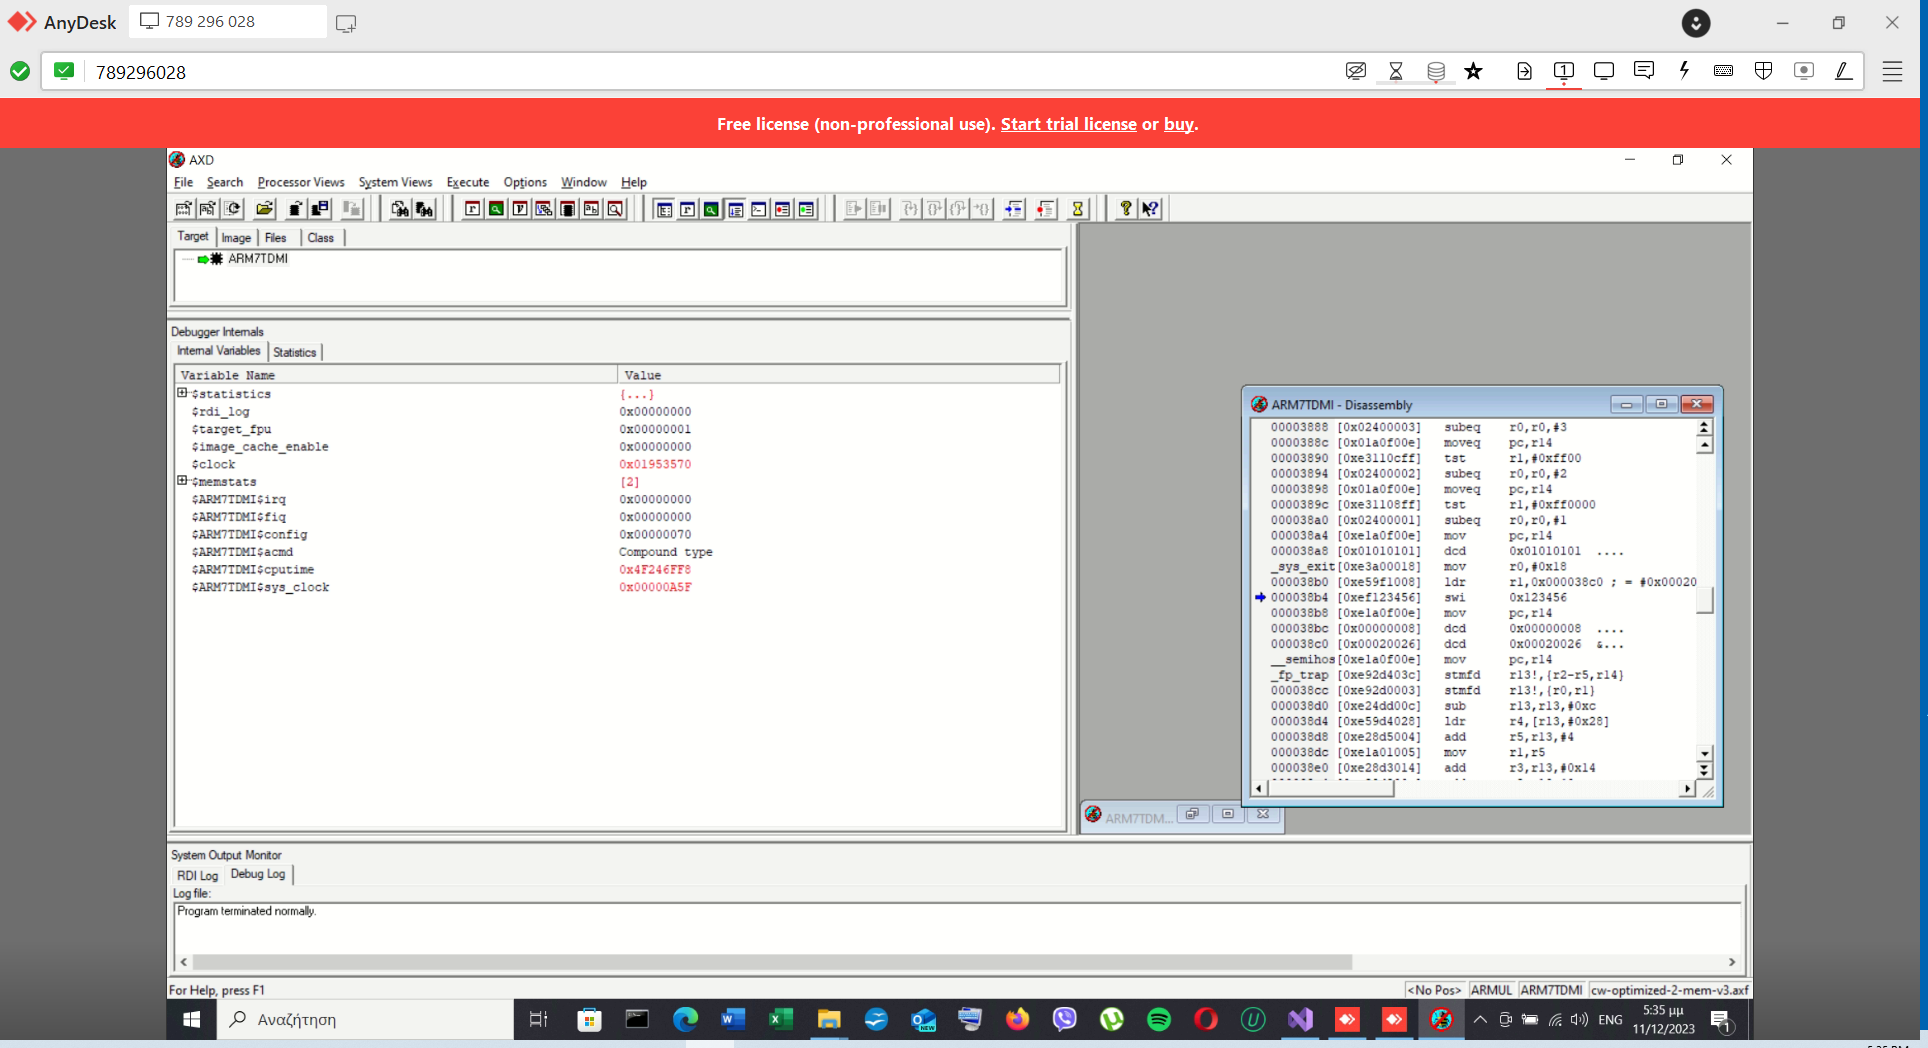 AnyDesk
789 296 028
789296028
1
Free license (non-professional use). Start trial license or buy.
AXD
File Search Processor Views System Views Execute Options Window Help
Target Image Files Class
ARM7TDMI
Debugger Internals
Internal Variables Statistics
Variable Name Value
$statistics {...}
$rdi_log 0x00000000
$target_fpu 0x00000001
$image_cache_enable 0x00000000
$clock 0x01953570
$memstats [2]
$ARM7TDMI$irq 0x00000000
$ARM7TDMI$fiq 0x00000000
$ARM7TDMI$config 0x00000070
$ARM7TDMI$acmd Compound type
$ARM7TDMI$cputime 0x4F246FF8
$ARM7TDMI$sys_clock 0x00000A5F
ARM7TDMI - Disassembly
00003888 [0x02400003] subeq r0,r0,#3
0000388c [0x01a0f00e] moveq pc,r14
00003890 [0xe3110cff] tst r1,#0xff00
00003894 [0x02400002] subeq r0,r0,#2
00003898 [0x01a0f00e] moveq pc,r14
0000389c [0xe31108ff] tst r1,#0xff0000
000038a0 [0x02400001] subeq r0,r0,#1
000038a4 [0xe1a0f00e] mov pc,r14
000038a8 [0x01010101] dcd 0x01010101 ....
_sys_exit[0xe3a00018] mov r0,#0x18
000038b0 [0xe59f1008] ldr r1,0x000038c0 ; = #0x00020
000038b4 [0xef123456] swi 0x123456
000038b8 [0xe1a0f00e] mov pc,r14
000038bc [0x00000008] dcd 0x00000008 ....
000038c0 [0x00020026] dcd 0x00020026 &...
__semihos[0xe1a0f00e] mov pc,r14
_fp_trap [0xe92d403c] stmfd r13!,{r2-r5,r14}
000038cc [0xe92d0003] stmfd r13!,{r0,r1}
000038d0 [0xe24dd00c] sub r13,r13,#0xc
000038d4 [0xe59d4028] ldr r4,[r13,#0x28]
000038d8 [0xe28d5004] add r5,r13,#4
000038dc [0xe1a01005] mov r1,r5
000038e0 [0xe28d3014] add r3,r13,#0x14
ARM7TDM...
System Output Monitor
RDI Log Debug Log
Log file:
Program terminated normally.
For Help, press F1
<No Pos> ARMUL ARM7TDMI cw-optimized-2-mem-v3.axf
Αναζήτηση
ENG
5:35 μμ
11/12/2023
1